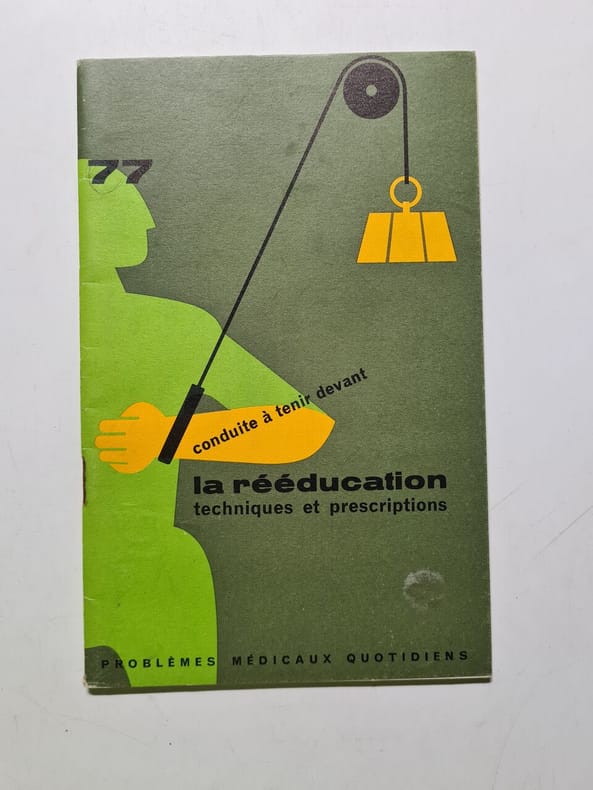 77
conduite à tenir devant
la rééducation
techniques et prescriptions
PROBLÈMES MÉDICAUX QUOTIDIENS